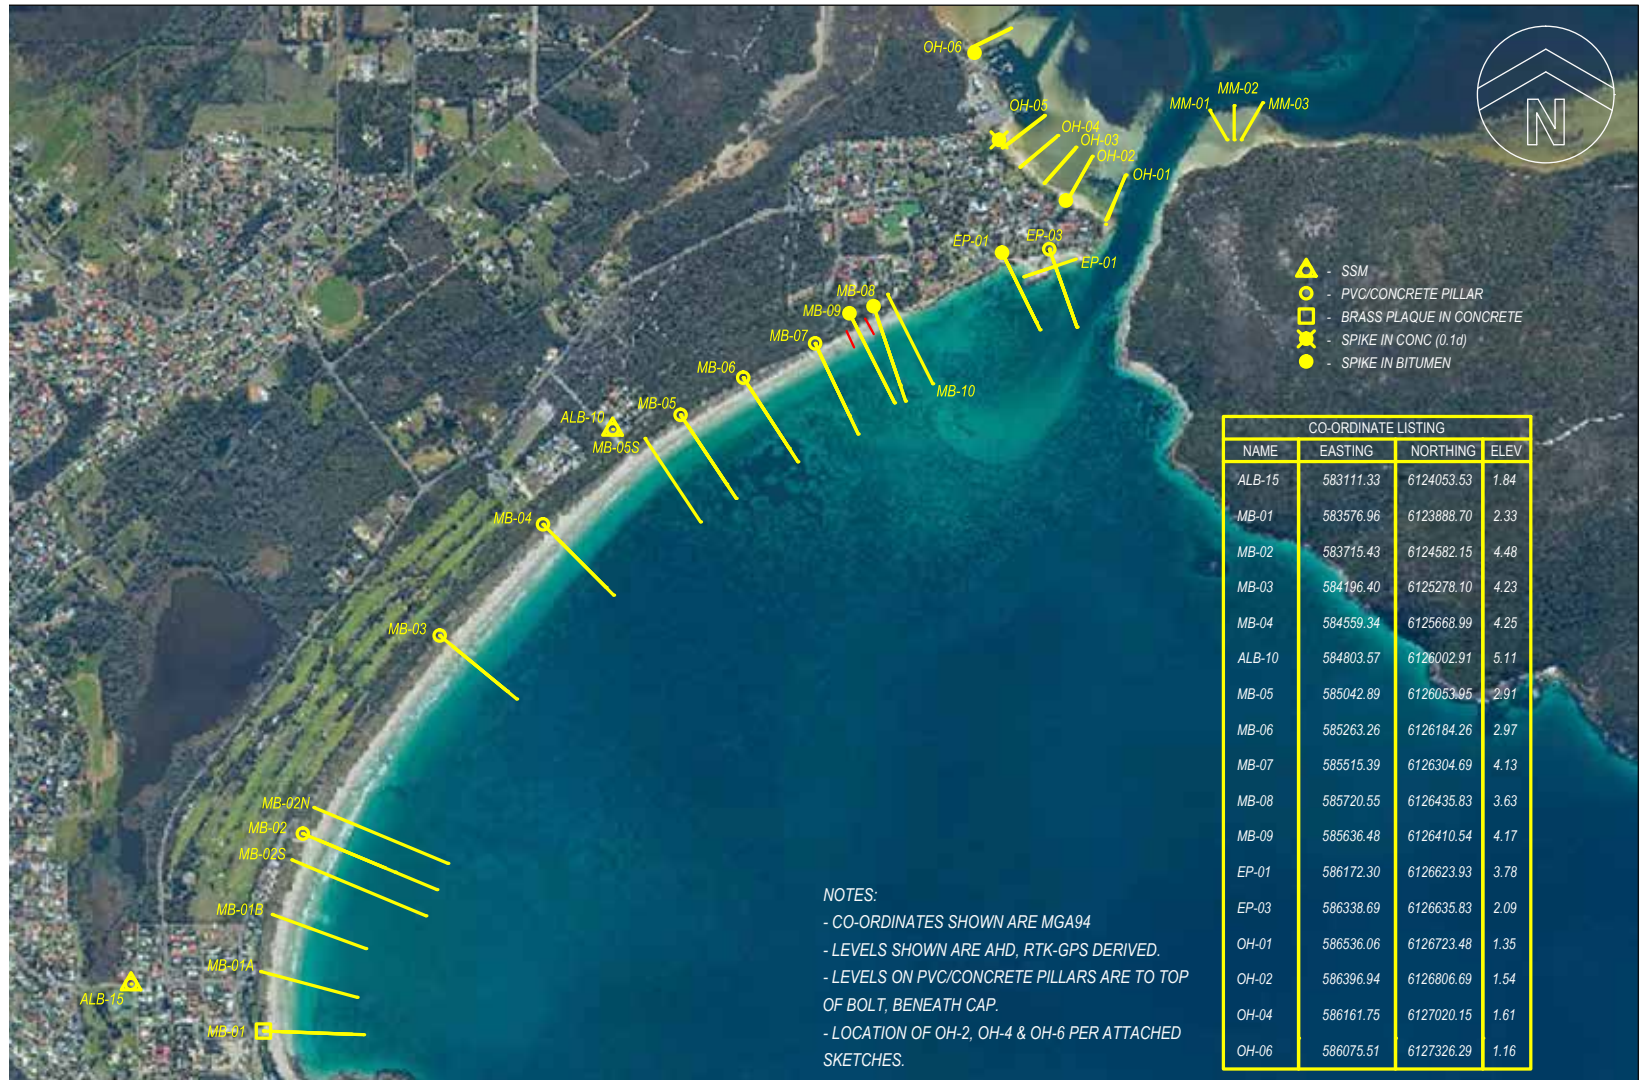 OH-06
MM-02
MM-01
MM-03
OH-05
OH-04
OH-03
OH-02
OH-01
N
EP-01
EP-03
EP-01
MB-08
MB-09
MB-07
MB-06
MB-10
MB-05
ALB-10
MB-05S
MB-04
MB-03
MB-02N
MB-02
MB-02S
MB-01B
MB-01A
ALB-15
MB-01
- SSM
- PVC/CONCRETE PILLAR
- BRASS PLAQUE IN CONCRETE
- SPIKE IN CONC (0.1d)
- SPIKE IN BITUMEN
CO-ORDINATE LISTING
NAME EASTING NORTHING ELEV
ALB-15 583111.33 6124053.53 1.84
MB-01 583576.96 6123888.70 2.33
MB-02 583715.43 6124582.15 4.48
MB-03 584196.40 6125278.10 4.23
MB-04 584559.34 6125668.99 4.25
ALB-10 584803.57 6126002.91 5.11
MB-05 585042.89 6126053.95 2.91
MB-06 585263.26 6126184.26 2.97
MB-07 585515.39 6126304.69 4.13
MB-08 585720.55 6126435.83 3.63
MB-09 585636.48 6126410.54 4.17
EP-01 586172.30 6126623.93 3.78
EP-03 586338.69 6126635.83 2.09
OH-01 586536.06 6126723.48 1.35
OH-02 586396.94 6126806.69 1.54
OH-04 586161.75 6127020.15 1.61
OH-06 586075.51 6127326.29 1.16
NOTES:
- CO-ORDINATES SHOWN ARE MGA94
- LEVELS SHOWN ARE AHD, RTK-GPS DERIVED.
- LEVELS ON PVC/CONCRETE PILLARS ARE TO TOP
OF BOLT, BENEATH CAP.
- LOCATION OF OH-2, OH-4 & OH-6 PER ATTACHED
SKETCHES.